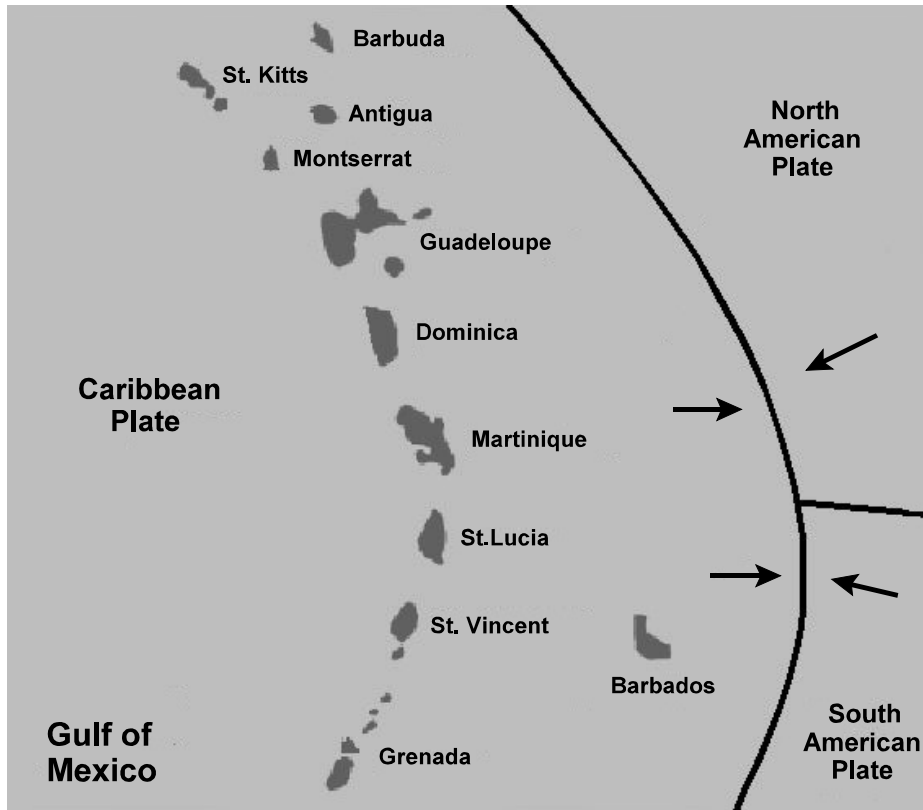 Barbuda
St. Kitts
Antigua
North
American
Plate
Montserrat
Guadeloupe
Dominica
Caribbean
Plate
Martinique
St.Lucia
St. Vincent
Barbados
Gulf of
Mexico
Grenada
South
American
Plate